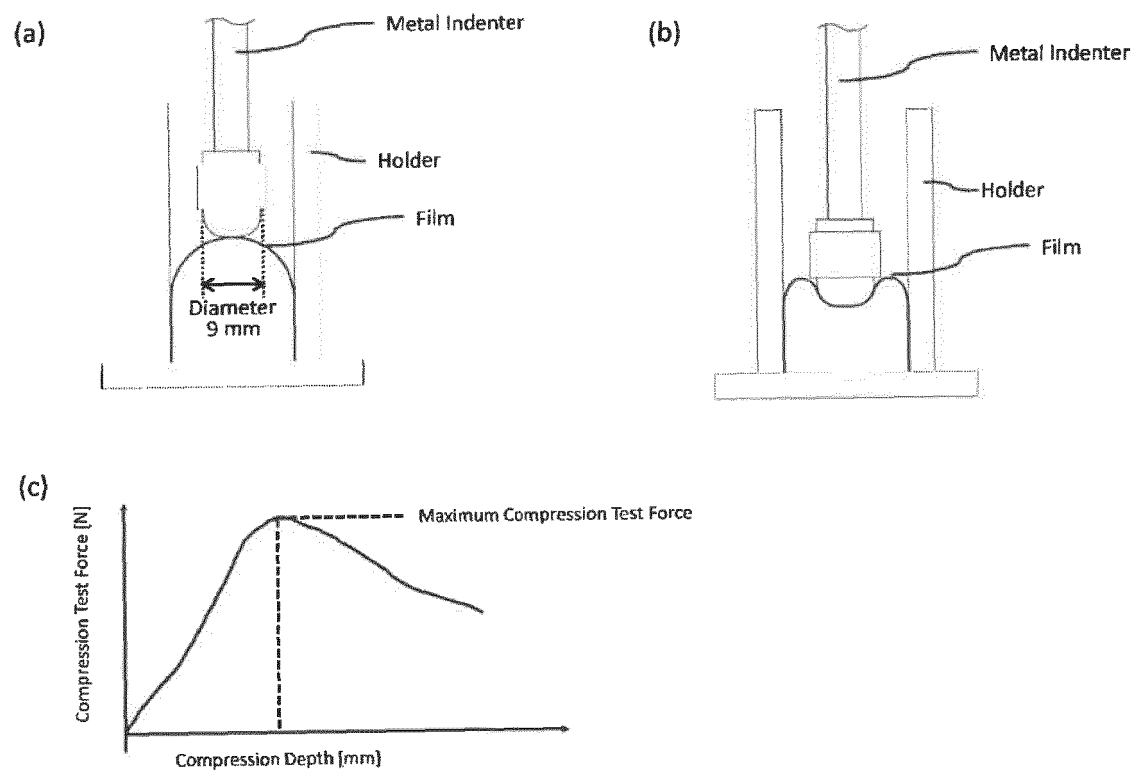 (a)
Metal Indenter
Holder
Film
Diameter
9 mm
(b)
Metal Indenter
Holder
Film
(c)
Compression Test Force [N]
Maximum Compression Test Force
Compression Depth [mm]